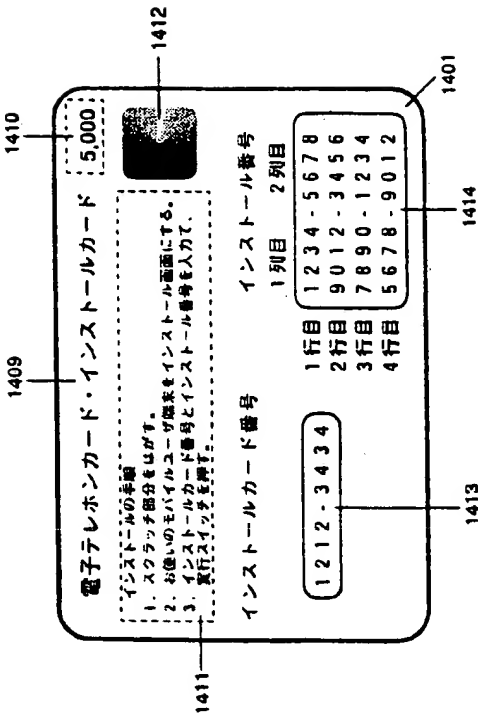 1409
1410
1412
電子テレホンカード・インストールカード
5,000
インストールの手順
1. スクラッチ部分をはがす。
2. お使いのモバイルユーザ端末をインストール画面にする。
3. インストールカード番号とインストール番号を入力て、
実行スイッチを押す。
1411
インストールカード番号
1212-3434
1413
インストール番号
1列目 2列目
1行目 1234-5678
2行目 9012-3456
3行目 7890-1234
4行目 5678-9012
1414
1401